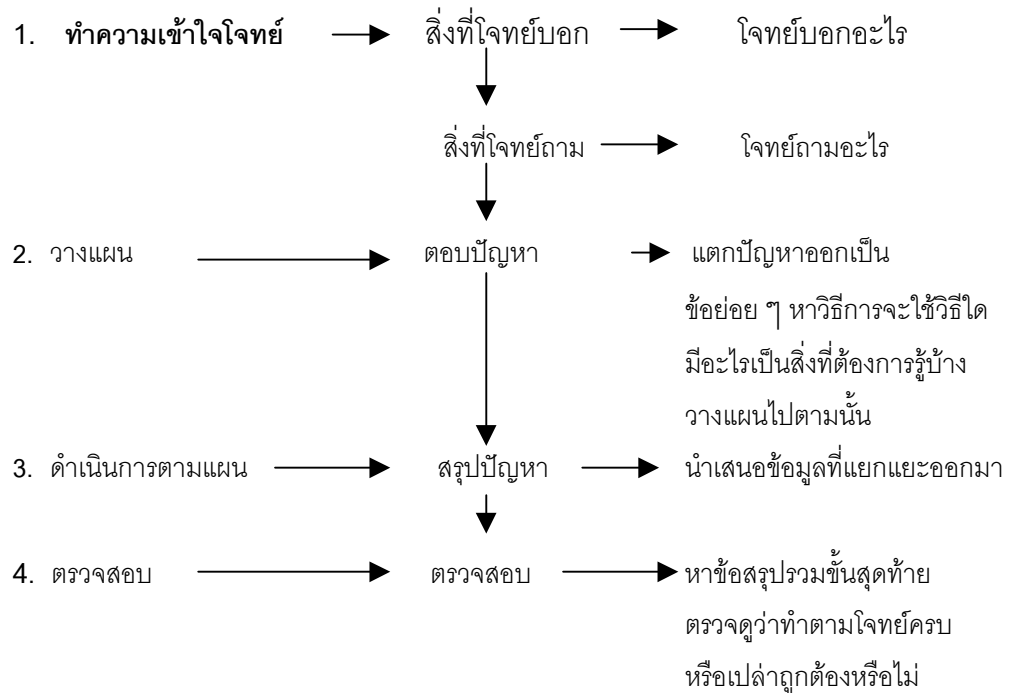 1. ทำความเข้าใจโจทย์ สิ่งที่โจทย์บอก โจทย์บอกอะไร
สิ่งที่โจทย์ถาม โจทย์ถามอะไร
2. วางแผน ตอบปัญหา แตกปัญหาออกเป็น
ข้อย่อย ๆ หาวิธีการจะใช้วิธีใด
มีอะไรเป็นสิ่งที่ต้องการรู้บ้าง
วางแผนไปตามนั้น
3. ดำเนินการตามแผน สรุปปัญหา นำเสนอข้อมูลที่แยกแยะออกมา
4. ตรวจสอบ ตรวจสอบ หาข้อสรุปรวมขั้นสุดท้าย
ตรวจดูว่าทำตามโจทย์ครบ
หรือเปล่าถูกต้องหรือไม่